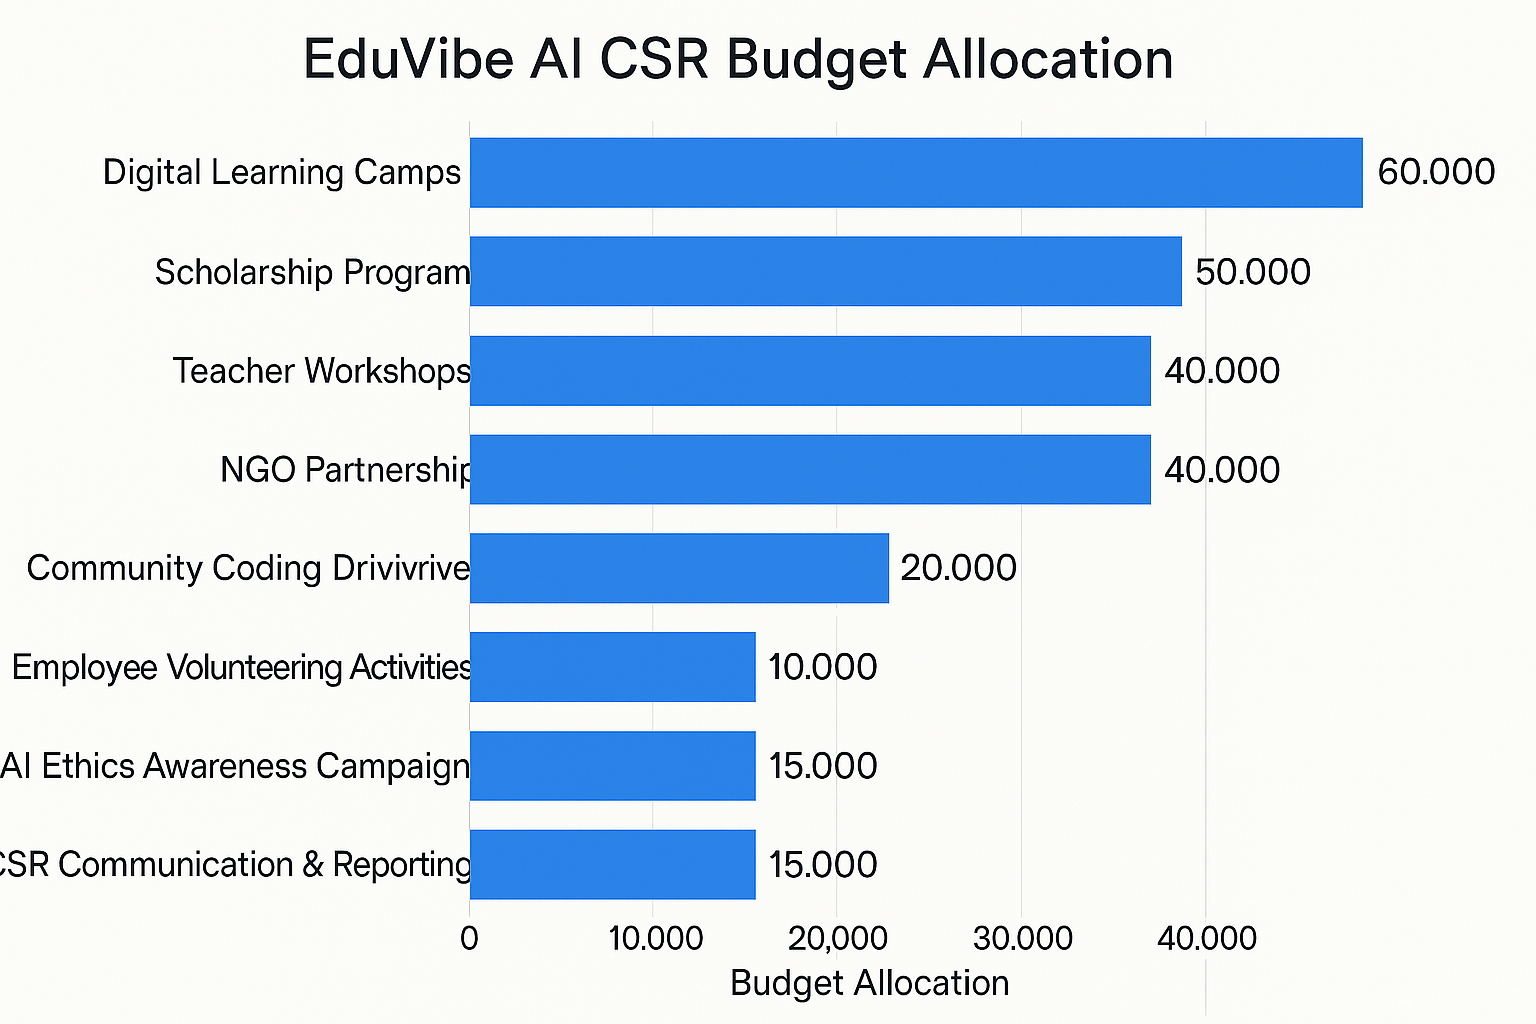 EduVibe AI CSR Budget Allocation
Digital Learning Camps 60.000
Scholarship Program 50.000
Teacher Workshops 40.000
NGO Partnership 40.000
Community Coding Drivivrive 20.000
Employee Volunteering Activities 10.000
AI Ethics Awareness Campaign 15.000
CSR Communication & Reporting 15.000
0 10.000 20,000 30.000 40.000
Budget Allocation